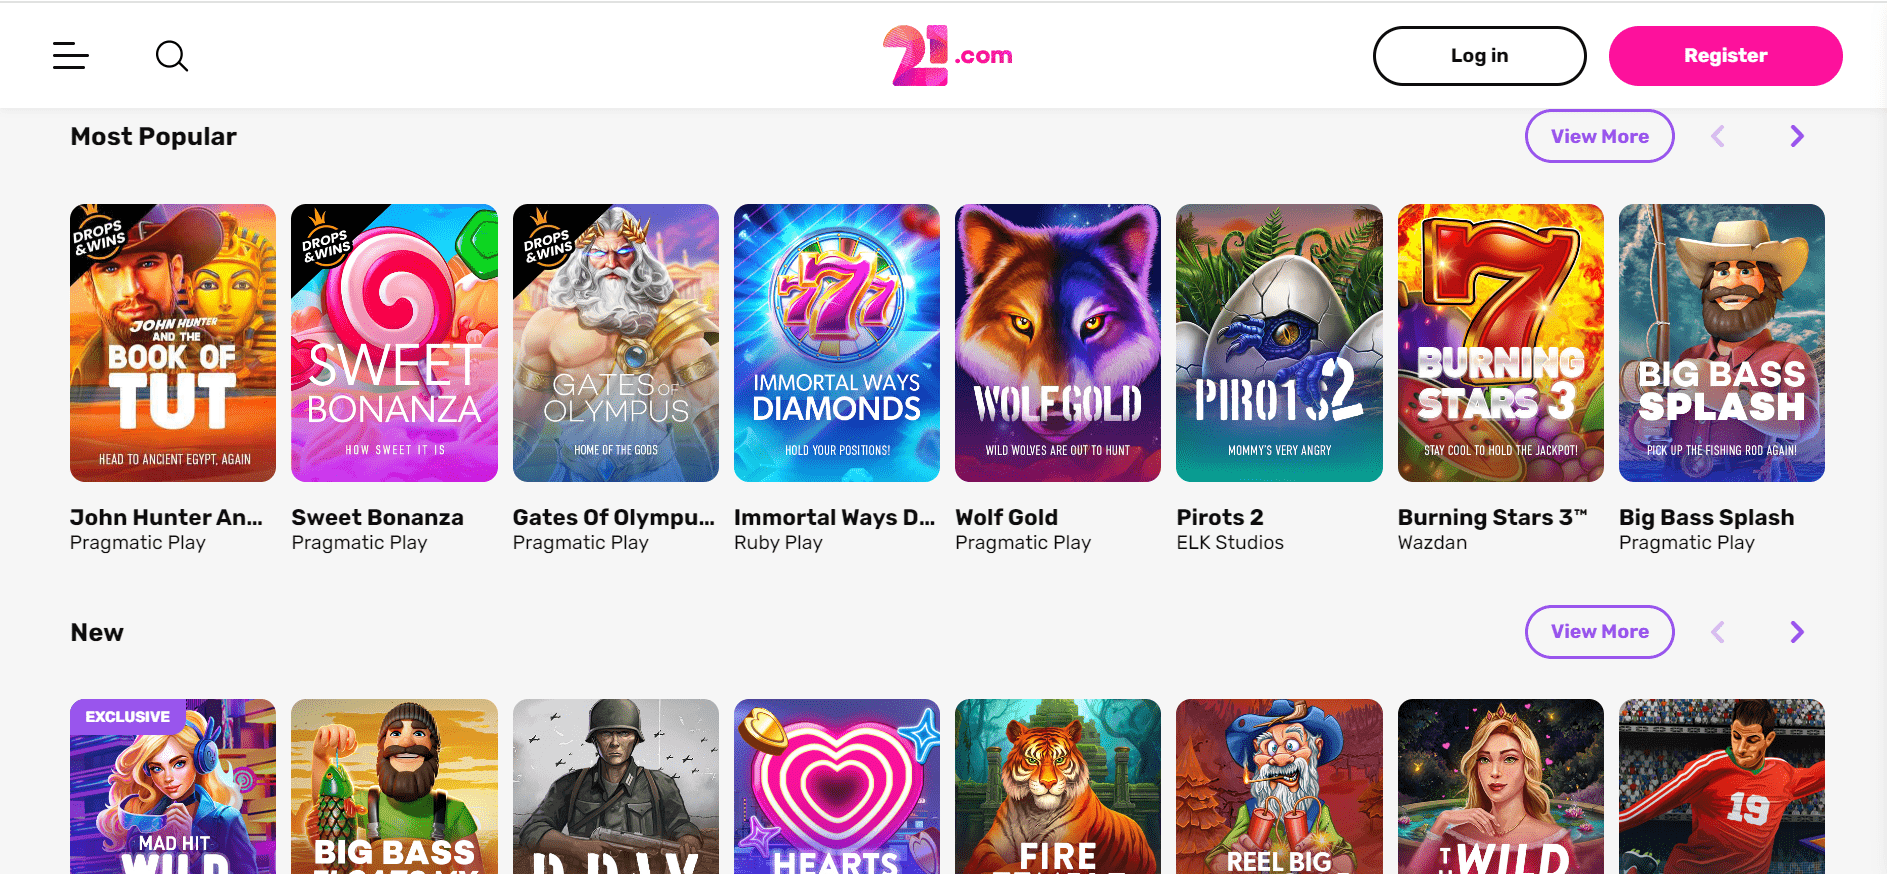 21.com
Log in
Register
Most Popular
View More
DROPS
&WINS
JOHN HUNTER
AND THE
BOOK OF
TUT
HEAD TO ANCIENT EGYPT, AGAIN
DROPS
&WINS
SWEET
BONANZA
HOW SWEET IT IS
DROPS
&WINS
GATES OF
OLYMPUS
HOME OF THE GODS
777
IMMORTAL WAYS
DIAMONDS
HOLD YOUR POSITIONS!
WOLF GOLD
WILD WOLVES ARE OUT TO HUNT
PIROTS 2
MOMMY'S VERY ANGRY
7
BURNING
STARS 3
STAY COOL TO HOLD THE JACKPOT!
BIG BASS
SPLASH
PICK UP THE FISHING ROD AGAIN!
John Hunter An...
Pragmatic Play
Sweet Bonanza
Pragmatic Play
Gates Of Olympu...
Pragmatic Play
Immortal Ways D...
Ruby Play
Wolf Gold
Pragmatic Play
Pirots 2
ELK Studios
Burning Stars 3™
Wazdan
Big Bass Splash
Pragmatic Play
New
View More
EXCLUSIVE
MAD HIT
WILD
BIG BASS
HEARTS
FIRE
REEL BIG
WILD
19